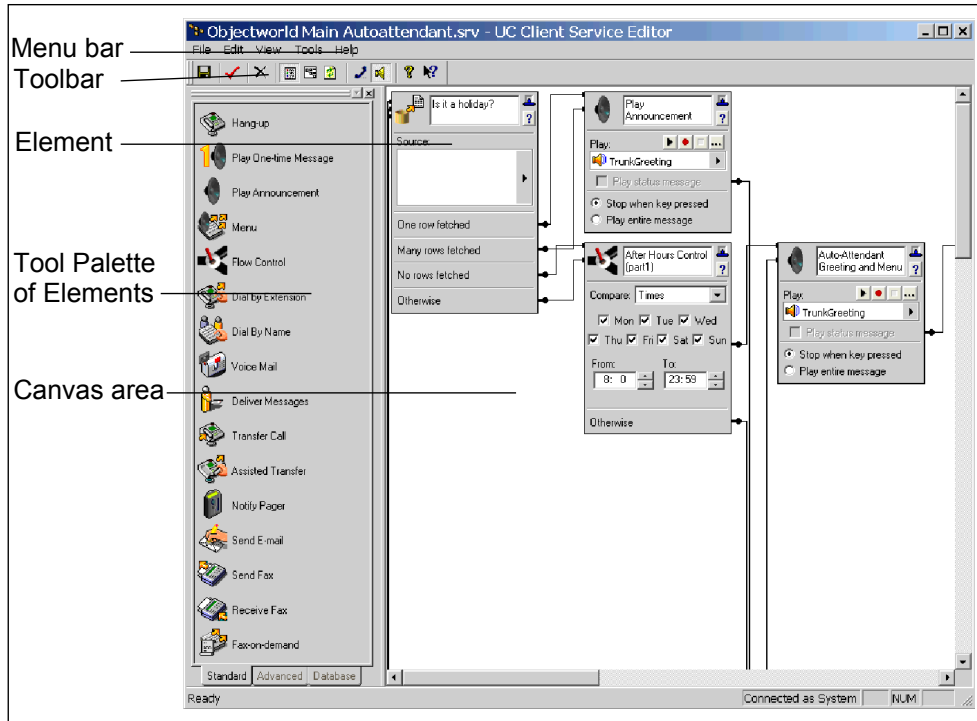 Objectworld Main Autoattendant.srv - UC Client Service Editor
File Edit View Tools Help
Menu bar
Toolbar
Element
Tool Palette
of Elements
Canvas area
Hang-up
Play One-time Message
Play Announcement
Menu
Flow Control
Dial by Extension
Dial By Name
Voice Mail
Deliver Messages
Transfer Call
Assisted Transfer
Notify Pager
Send E-mail
Send Fax
Receive Fax
Fax-on-demand
Standard Advanced Database
Is it a holiday?
Source:
One row fetched
Many rows fetched
No rows fetched
Otherwise
Play
Announcement
Play:
TrunkGreeting
Play status message
Stop when key pressed
Play entire message
After Hours Control
(part1)
Compare: Times
Mon Tue Wed
Thu Fri Sat Sun
From: To:
8: 0 23:59
Otherwise
Auto-Attendant
Greeting and Menu
Play:
TrunkGreeting
Play status message
Stop when key pressed
Play entire message
Ready
Connected as System NUM